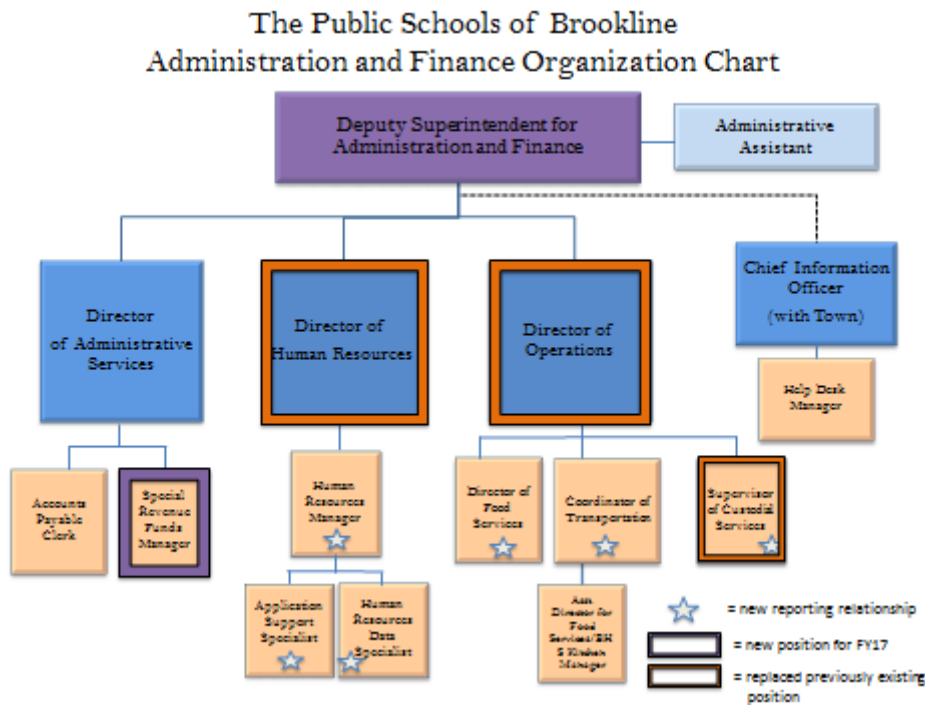 The Public Schools of Brookline
Administration and Finance Organization Chart
Deputy Superintendent for
Administration and Finance
Administrative
Assistant
Director
of Administrative
Services
Director of
Human Resources
Director of
Operations
Chief Information
Officer
(with Town)
Help Desk
Manager
Accounts
Payable
Clerk
Special
Revenue
Funds
Manager
Human
Resources
Manager
Director of
Food
Services
Coordinator of
Transportation
Supervisor
of Custodial
Services
Application
Support
Specialist
Human
Resources
Data
Specialist
Asst.
Director for
Food
Services/BH
S Kitchen
Manager
= new reporting relationship
= new position for FY17
= replaced previously existing
position